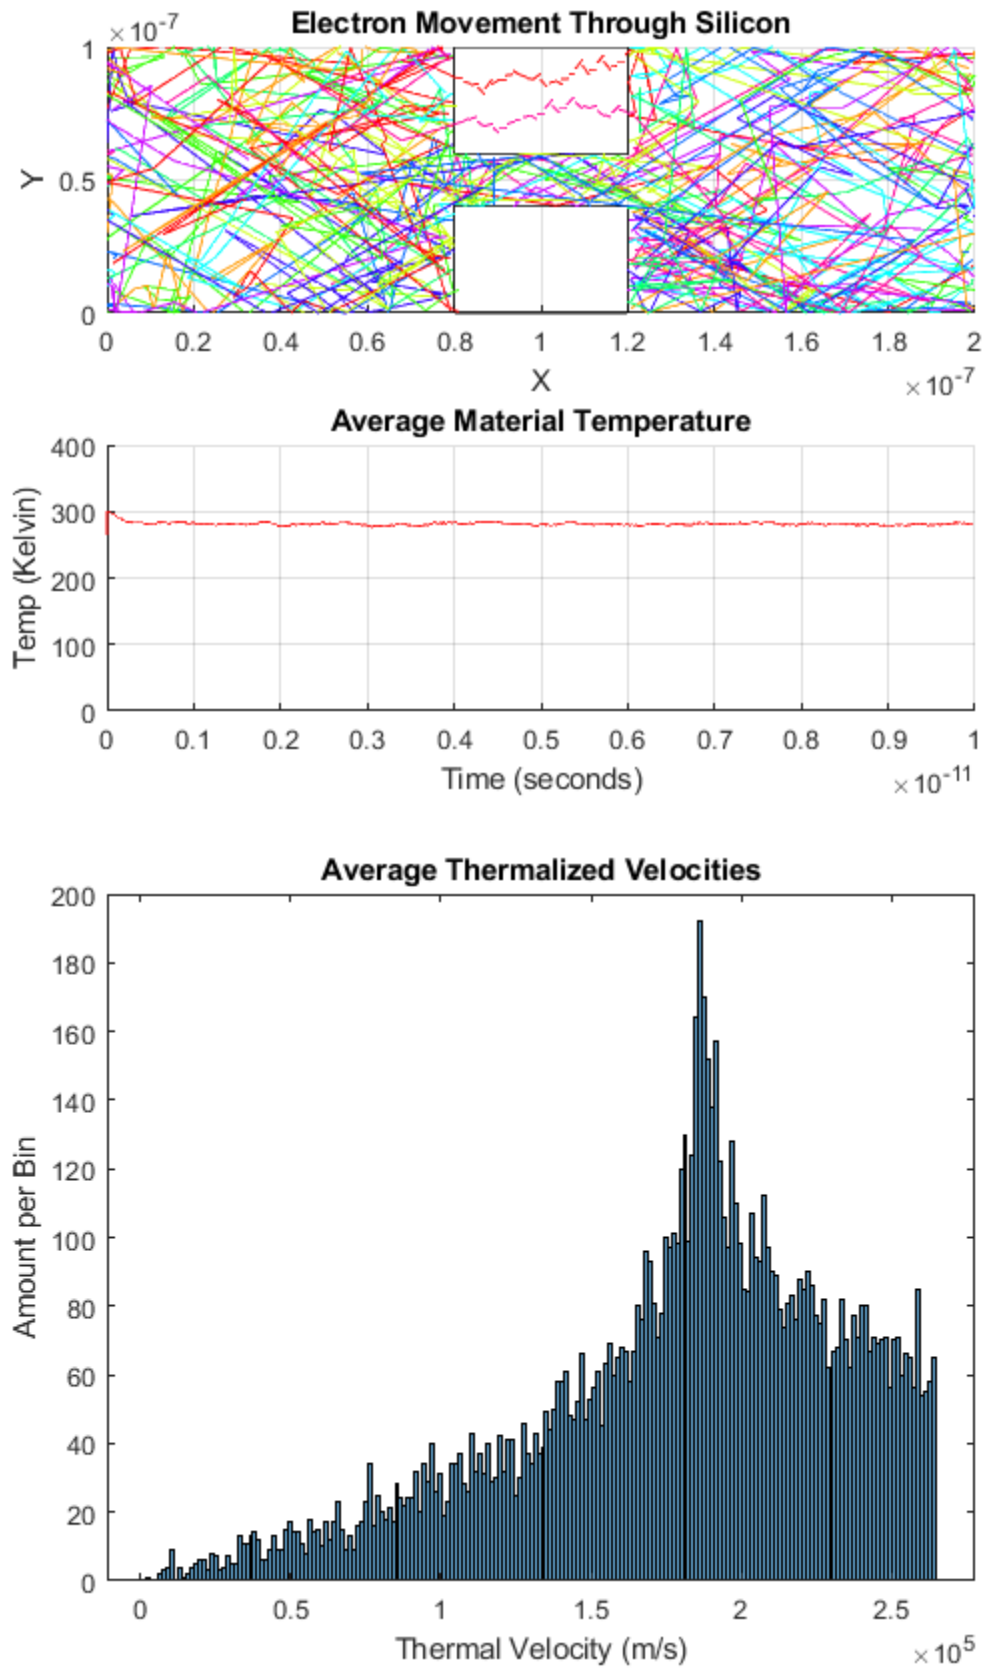 Electron Movement Through Silicon
×10⁻⁷
1
0.5
0
Y
0 0.2 0.4 0.6 0.8 1 1.2 1.4 1.6 1.8 2
X
×10⁻⁷
Average Material Temperature
400
300
200
100
0
Temp (Kelvin)
0 0.1 0.2 0.3 0.4 0.5 0.6 0.7 0.8 0.9 1
Time (seconds)
×10⁻¹¹
Average Thermalized Velocities
200
180
160
140
120
100
80
60
40
20
0
Amount per Bin
0 0.5 1 1.5 2 2.5
Thermal Velocity (m/s)
×10⁵